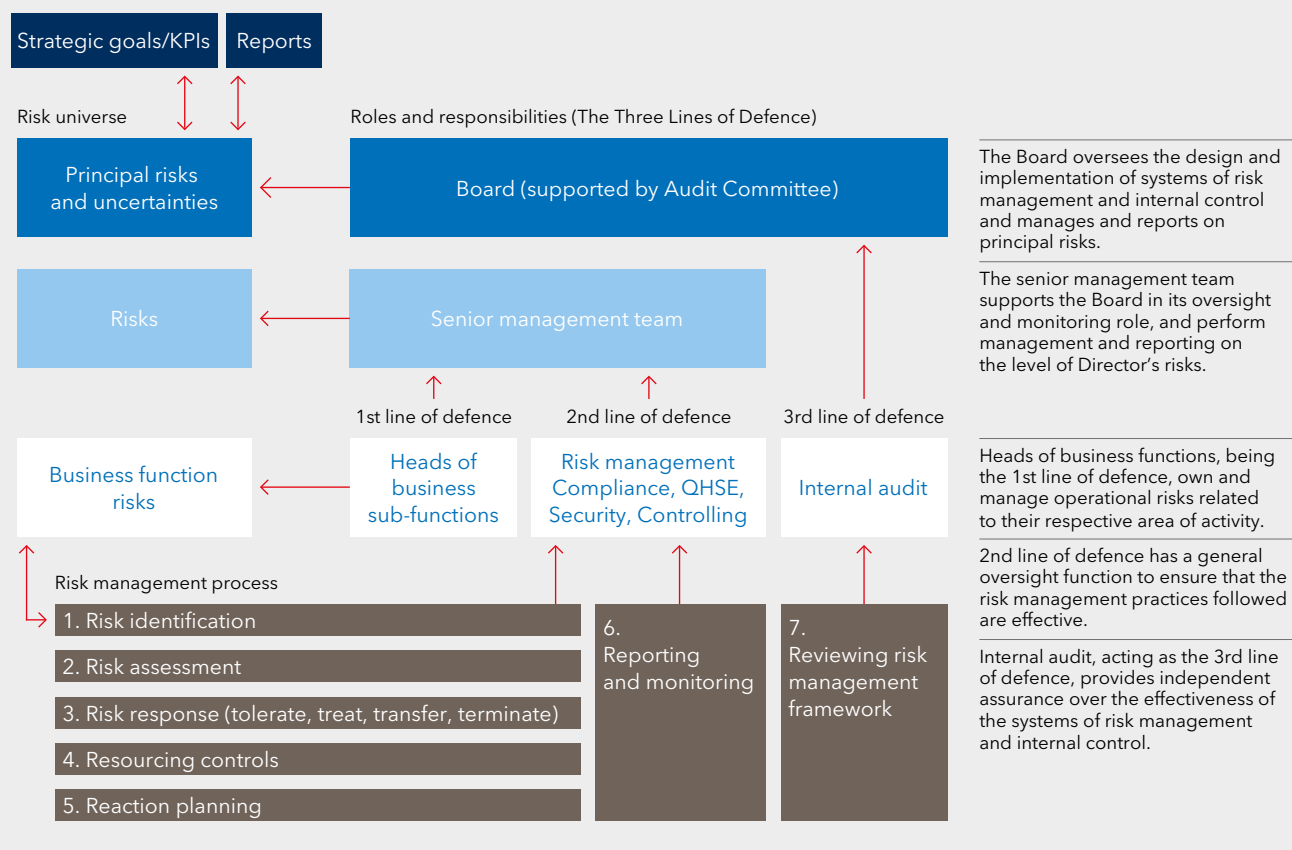 Strategic goals/KPIs
Reports
Risk universe
Roles and responsibilities (The Three Lines of Defence)
Principal risks
and uncertainties
Board (supported by Audit Committee)
The Board oversees the design and
implementation of systems of risk
management and internal control
and manages and reports on
principal risks.
Risks
Senior management team
The senior management team
supports the Board in its oversight
and monitoring role, and perform
management and reporting on
the level of Director’s risks.
1st line of defence
2nd line of defence
3rd line of defence
Business function
risks
Heads of
business
sub-functions
Risk management
Compliance, QHSE,
Security, Controlling
Internal audit
Heads of business functions, being
the 1st line of defence, own and
manage operational risks related
to their respective area of activity.
2nd line of defence has a general
oversight function to ensure that the
risk management practices followed
are effective.
Risk management process
1. Risk identification
2. Risk assessment
3. Risk response (tolerate, treat, transfer, terminate)
4. Resourcing controls
5. Reaction planning
6.
Reporting
and monitoring
7.
Reviewing risk
management
framework
Internal audit, acting as the 3rd line
of defence, provides independent
assurance over the effectiveness of
the systems of risk management
and internal control.